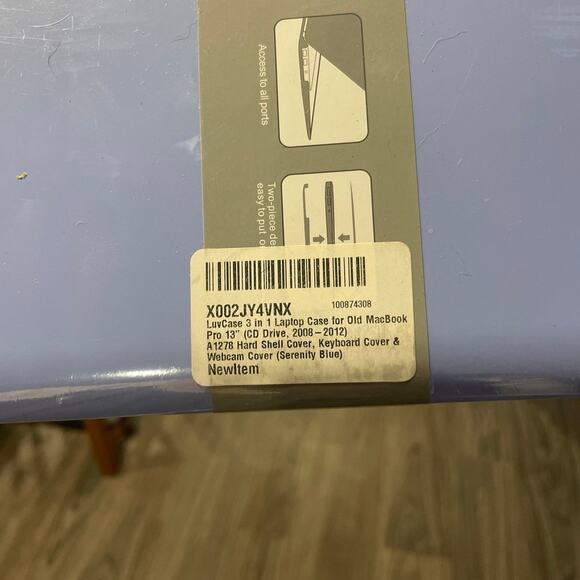 Access to all ports
Two-piece
easy to put
X002JY4VNX
100874308
LuvCase 3 in 1 Laptop Case for Old MacBook
Pro 13" (CD Drive, 2008-2012)
A1278 Hard Shell Cover, Keyboard Cover &
Webcam Cover (Serenity Blue)
NewItem